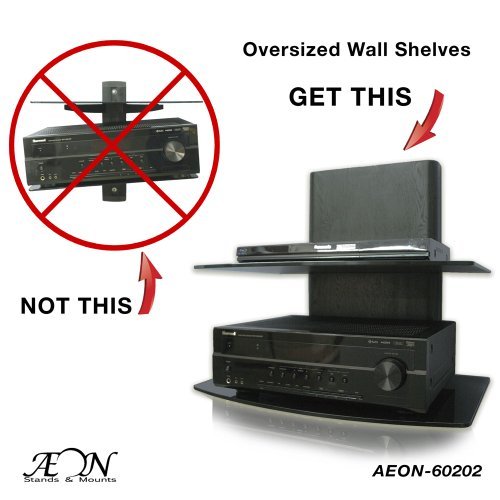 Oversized Wall Shelves
GET THIS
NOT THIS
ÆON
Stands & Mounts
AEON-60202